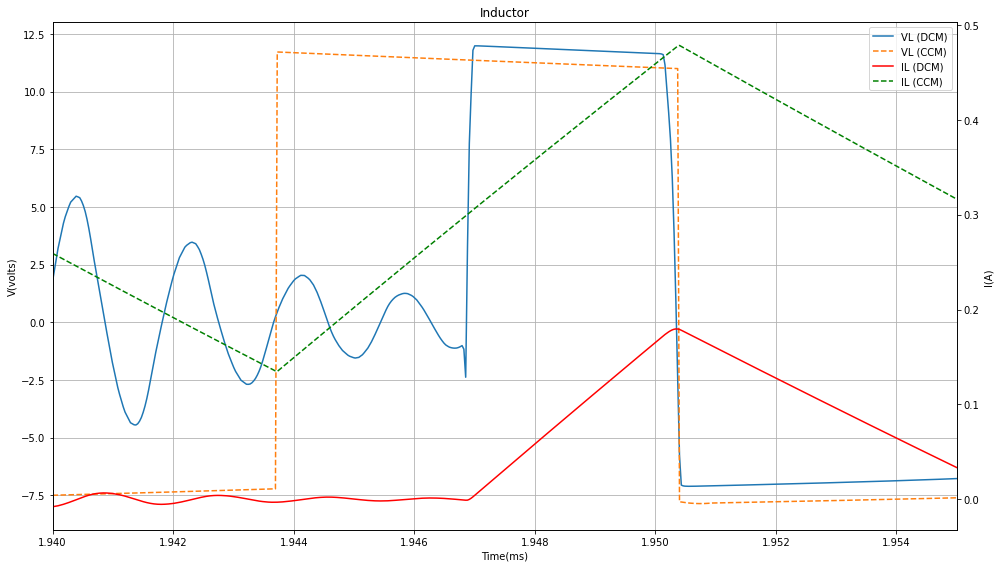 Inductor
VL (DCM)
VL (CCM)
IL (DCM)
IL (CCM)
12.5
10.0
7.5
5.0
2.5
0.0
−2.5
−5.0
−7.5
V(volts)
0.5
0.4
0.3
0.2
0.1
0.0
I(A)
1.940
1.942
1.944
1.946
1.948
1.950
1.952
1.954
Time(ms)